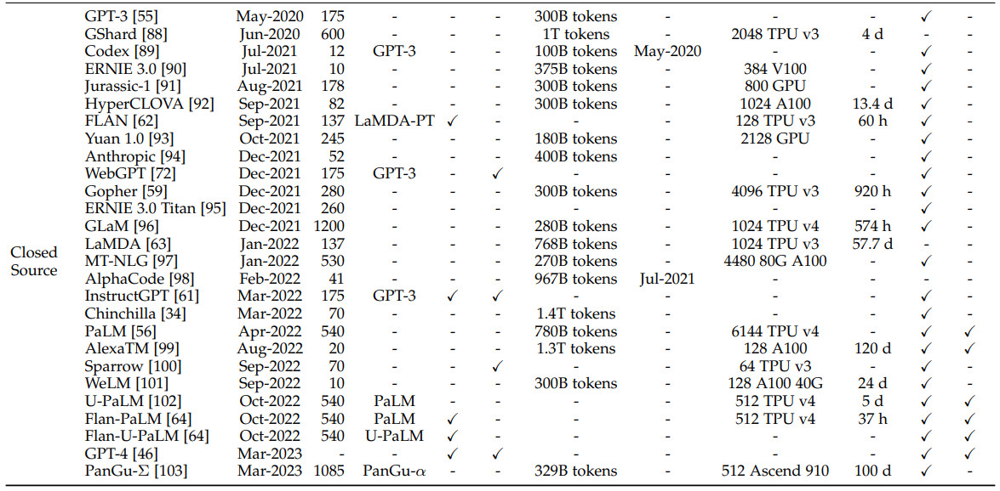 GPT-3 [55] May-2020 175 - - - 300B tokens - - - ✓ -
GShard [88] Jun-2020 600 - - - 1T tokens - 2048 TPU v3 4 d - -
Codex [89] Jul-2021 12 GPT-3 - - 100B tokens May-2020 - - ✓ -
ERNIE 3.0 [90] Jul-2021 10 - - - 375B tokens - 384 V100 - ✓ -
Jurassic-1 [91] Aug-2021 178 - - - 300B tokens - 800 GPU - ✓ -
HyperCLOVA [92] Sep-2021 82 - - - 300B tokens - 1024 A100 13.4 d ✓ -
FLAN [62] Sep-2021 137 LaMDA-PT ✓ - - - 128 TPU v3 60 h ✓ -
Yuan 1.0 [93] Oct-2021 245 - - - 180B tokens - 2128 GPU - ✓ -
Anthropic [94] Dec-2021 52 - - - 400B tokens - - - ✓ -
WebGPT [72] Dec-2021 175 GPT-3 - ✓ - - - - ✓ -
Gopher [59] Dec-2021 280 - - - 300B tokens - 4096 TPU v3 920 h ✓ -
ERNIE 3.0 Titan [95] Dec-2021 260 - - - - - - - ✓ -
GLaM [96] Dec-2021 1200 - - - 280B tokens - 1024 TPU v4 574 h ✓ -
Closed
Source
LaMDA [63] Jan-2022 137 - - - 768B tokens - 1024 TPU v3 57.7 d - -
MT-NLG [97] Jan-2022 530 - - - 270B tokens - 4480 80G A100 - ✓ -
AlphaCode [98] Feb-2022 41 - - - 967B tokens Jul-2021 - - - -
InstructGPT [61] Mar-2022 175 GPT-3 ✓ ✓ - - - - ✓ -
Chinchilla [34] Mar-2022 70 - - - 1.4T tokens - - - ✓ -
PaLM [56] Apr-2022 540 - - - 780B tokens - 6144 TPU v4 - ✓ ✓
AlexaTM [99] Aug-2022 20 - - - 1.3T tokens - 128 A100 120 d ✓ ✓
Sparrow [100] Sep-2022 70 - - ✓ - - 64 TPU v3 - ✓ -
WeLM [101] Sep-2022 10 - - - 300B tokens - 128 A100 40G 24 d ✓ -
U-PaLM [102] Oct-2022 540 PaLM - - - - 512 TPU v4 5 d ✓ ✓
Flan-PaLM [64] Oct-2022 540 PaLM ✓ - - - 512 TPU v4 37 h ✓ ✓
Flan-U-PaLM [64] Oct-2022 540 U-PaLM ✓ - - - - - ✓ ✓
GPT-4 [46] Mar-2023 - - ✓ ✓ - - - - ✓ ✓
PanGu-Σ [103] Mar-2023 1085 PanGu-α - - 329B tokens - 512 Ascend 910 100 d ✓ -